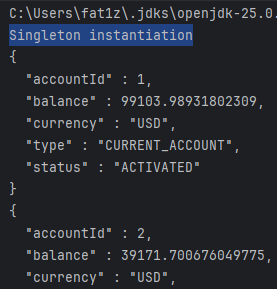 C:\Users\fat1z\.jdks\openjdk-25.0.
Singleton instantiation
{
  "accountId" : 1,
  "balance" : 99103.98931802309,
  "currency" : "USD",
  "type" : "CURRENT_ACCOUNT",
  "status" : "ACTIVATED"
}
{
  "accountId" : 2,
  "balance" : 39171.700676049775,
  "currency" : "USD",